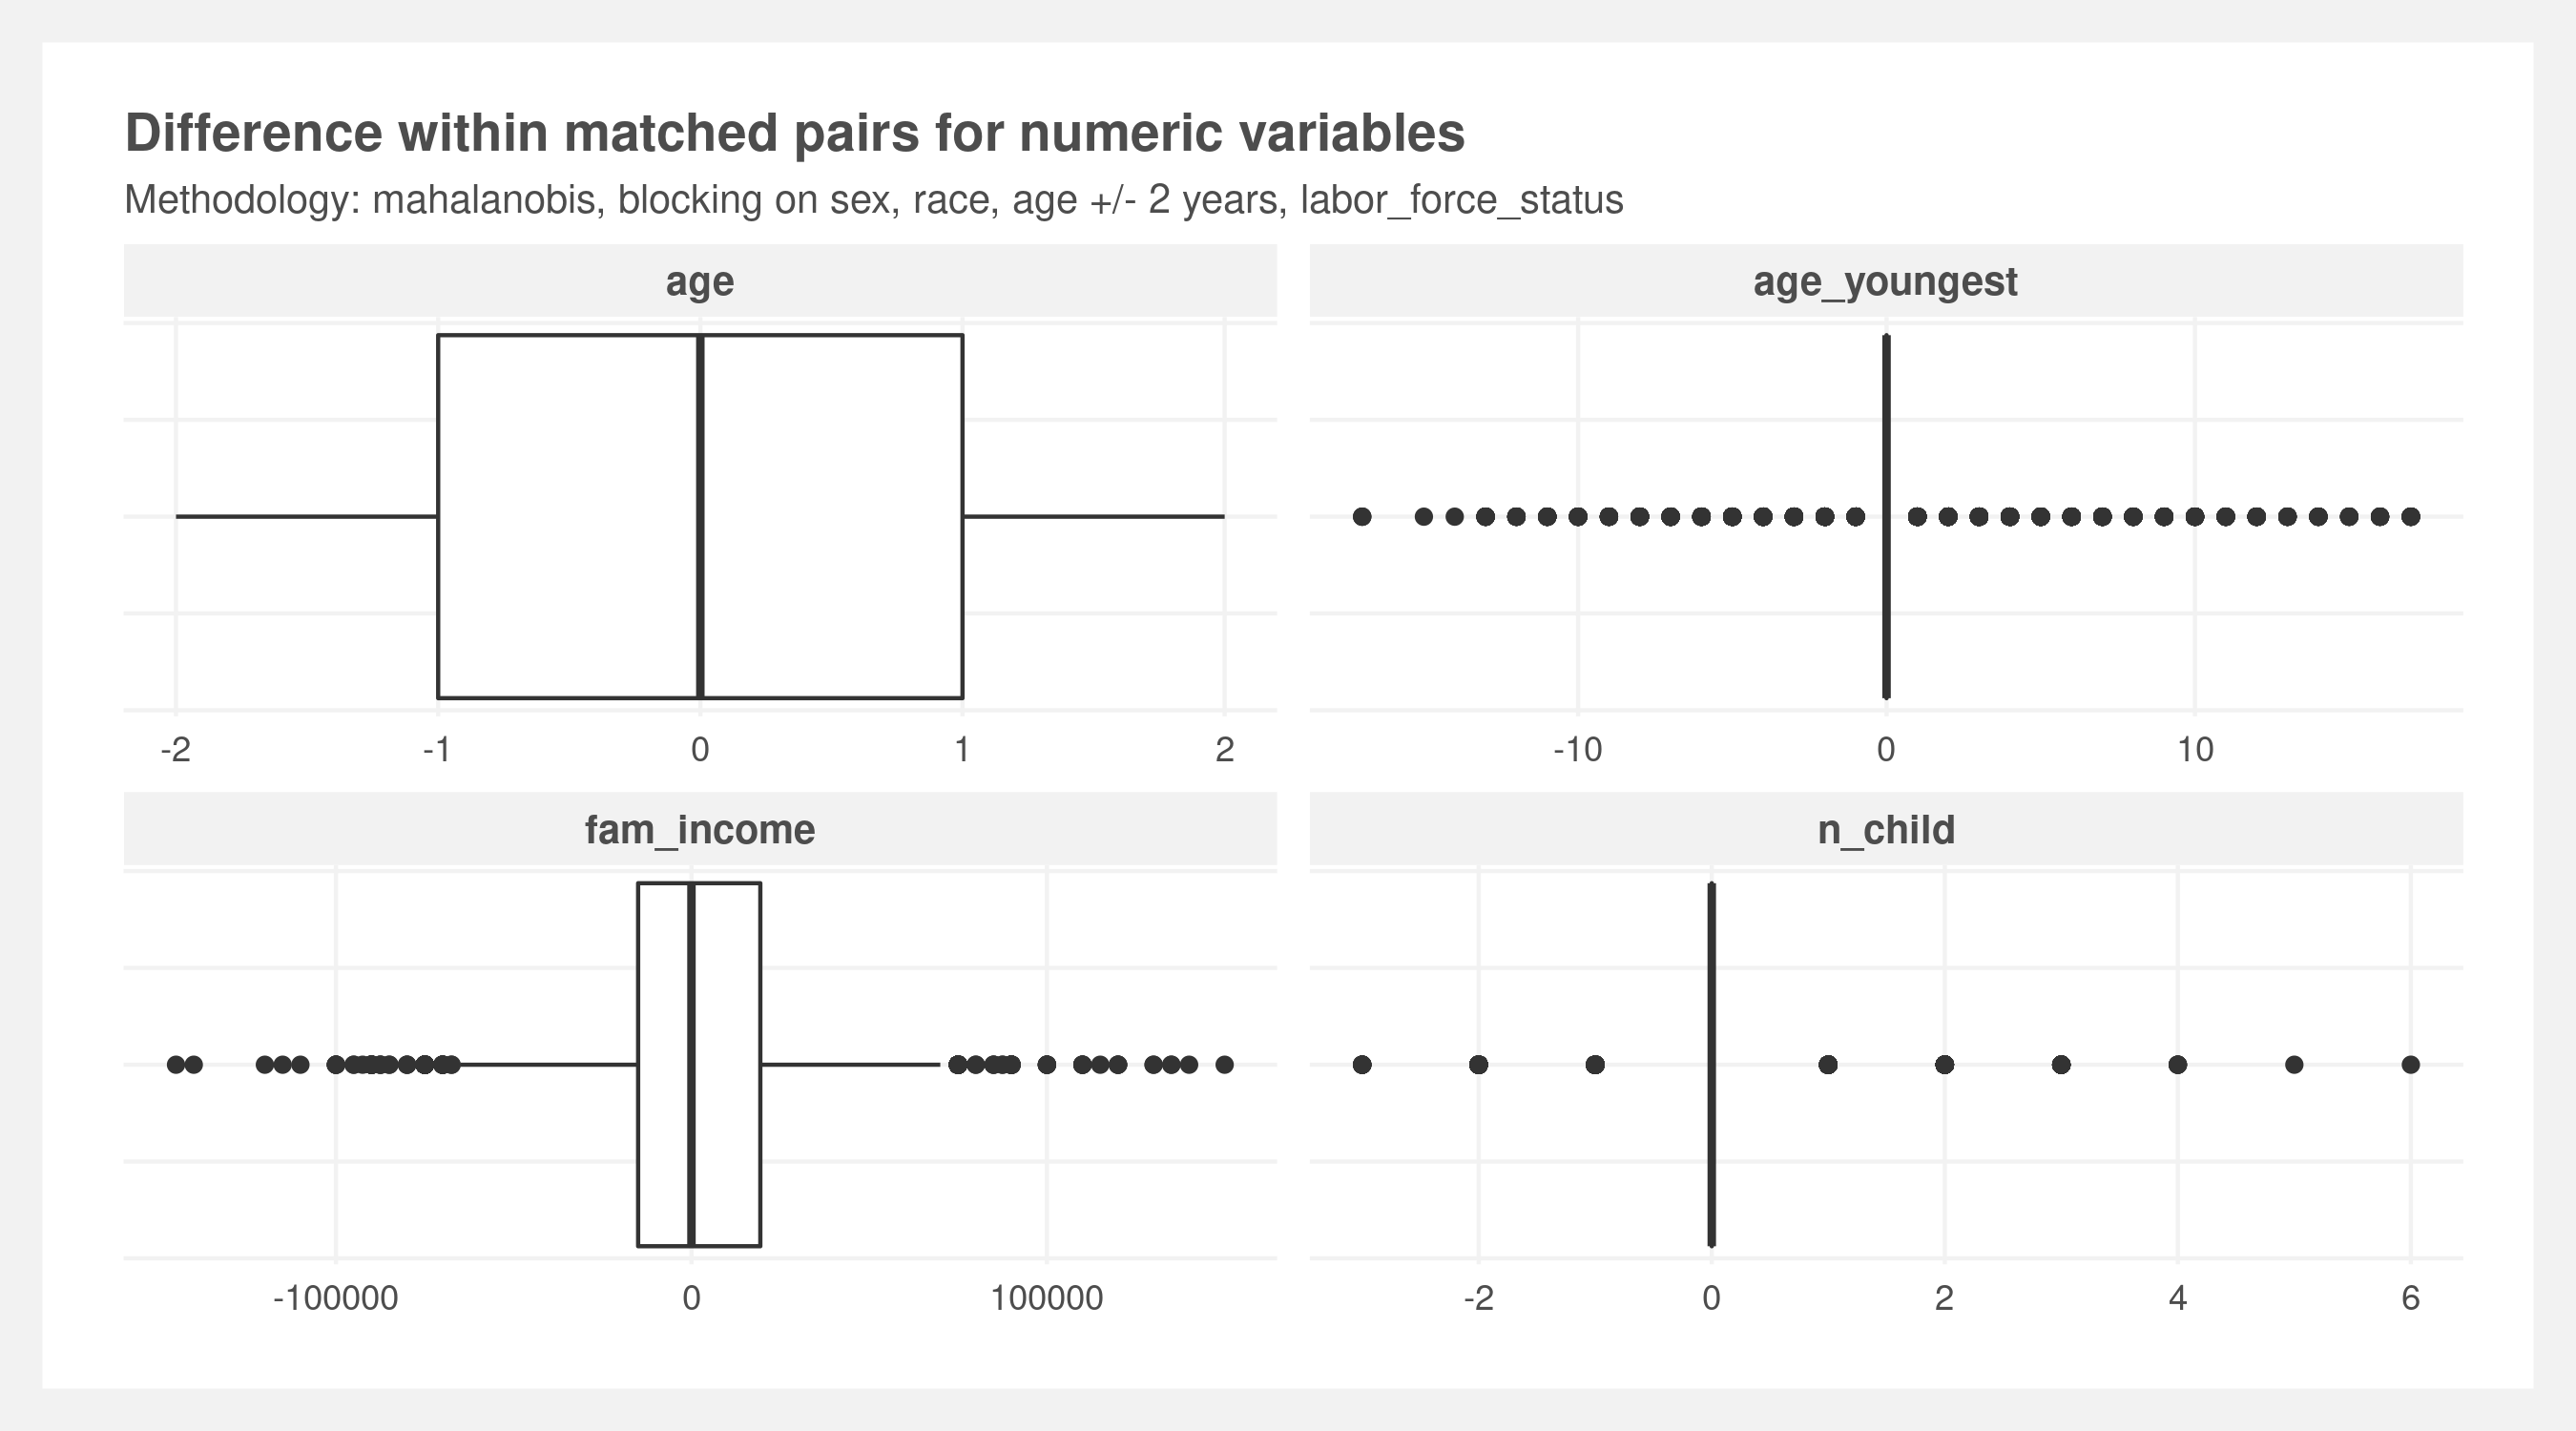 Difference within matched pairs for numeric variables
Methodology: mahalanobis, blocking on sex, race, age +/- 2 years, labor_force_status
age
age_youngest
-2 -1 0 1 2
-10 0 10
fam_income
n_child
-100000 0 100000
-2 0 2 4 6